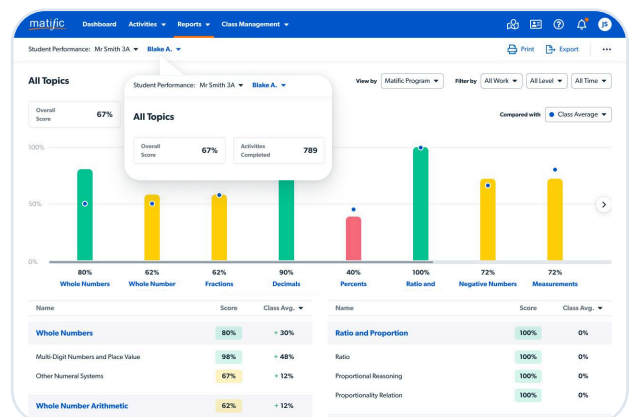 matific Dashboard Activities Reports Class Management JS
Student Performance: Mr Smith 3A Blake A. Print Export
All Topics View by Matific Program Filter by All Work All Level All Time
Overall Score 67% Compared with Class Average
Student Performance: Mr Smith 3A Blake A.
All Topics
Overall Score 67% Activities Completed 789
100%
50%
0%
80% 62% 62% 90% 40% 100% 72% 72%
Whole Numbers Whole Number Fractions Decimals Percents Ratio and Negative Numbers Measurements
Name Score Class Avg. Name Score Class Avg.
Whole Numbers 80% + 30% Ratio and Proportion 100% 0%
Multi-Digit Numbers and Place Value 98% + 48% Ratio 100% 0%
Other Numeral Systems 67% + 12% Proportional Reasoning 100% 0%
Proportionality Relation 100% 0%
Whole Number Arithmetic 62% + 12%